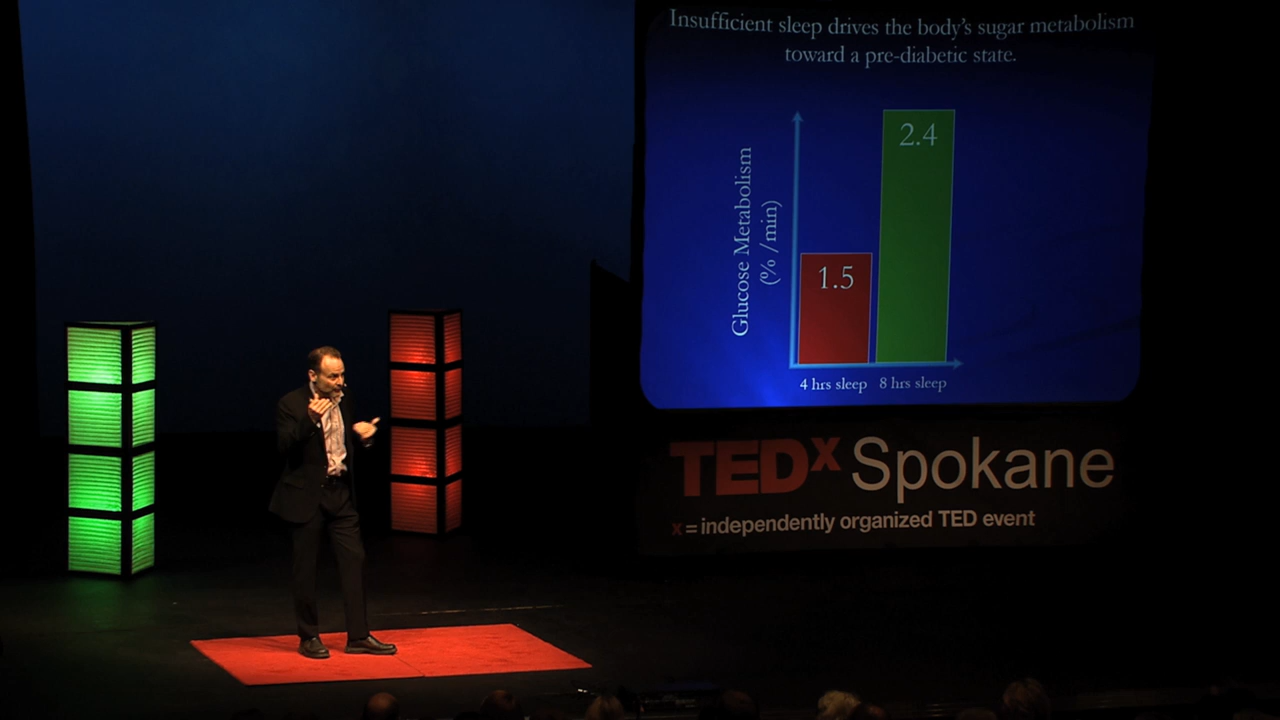 Insufficient sleep drives the body's sugar metabolism
toward a pre-diabetic state.
Glucose Metabolism
(% /min)
2.4
1.5
4 hrs sleep 8 hrs sleep
TEDx Spokane
x = independently organized TED event